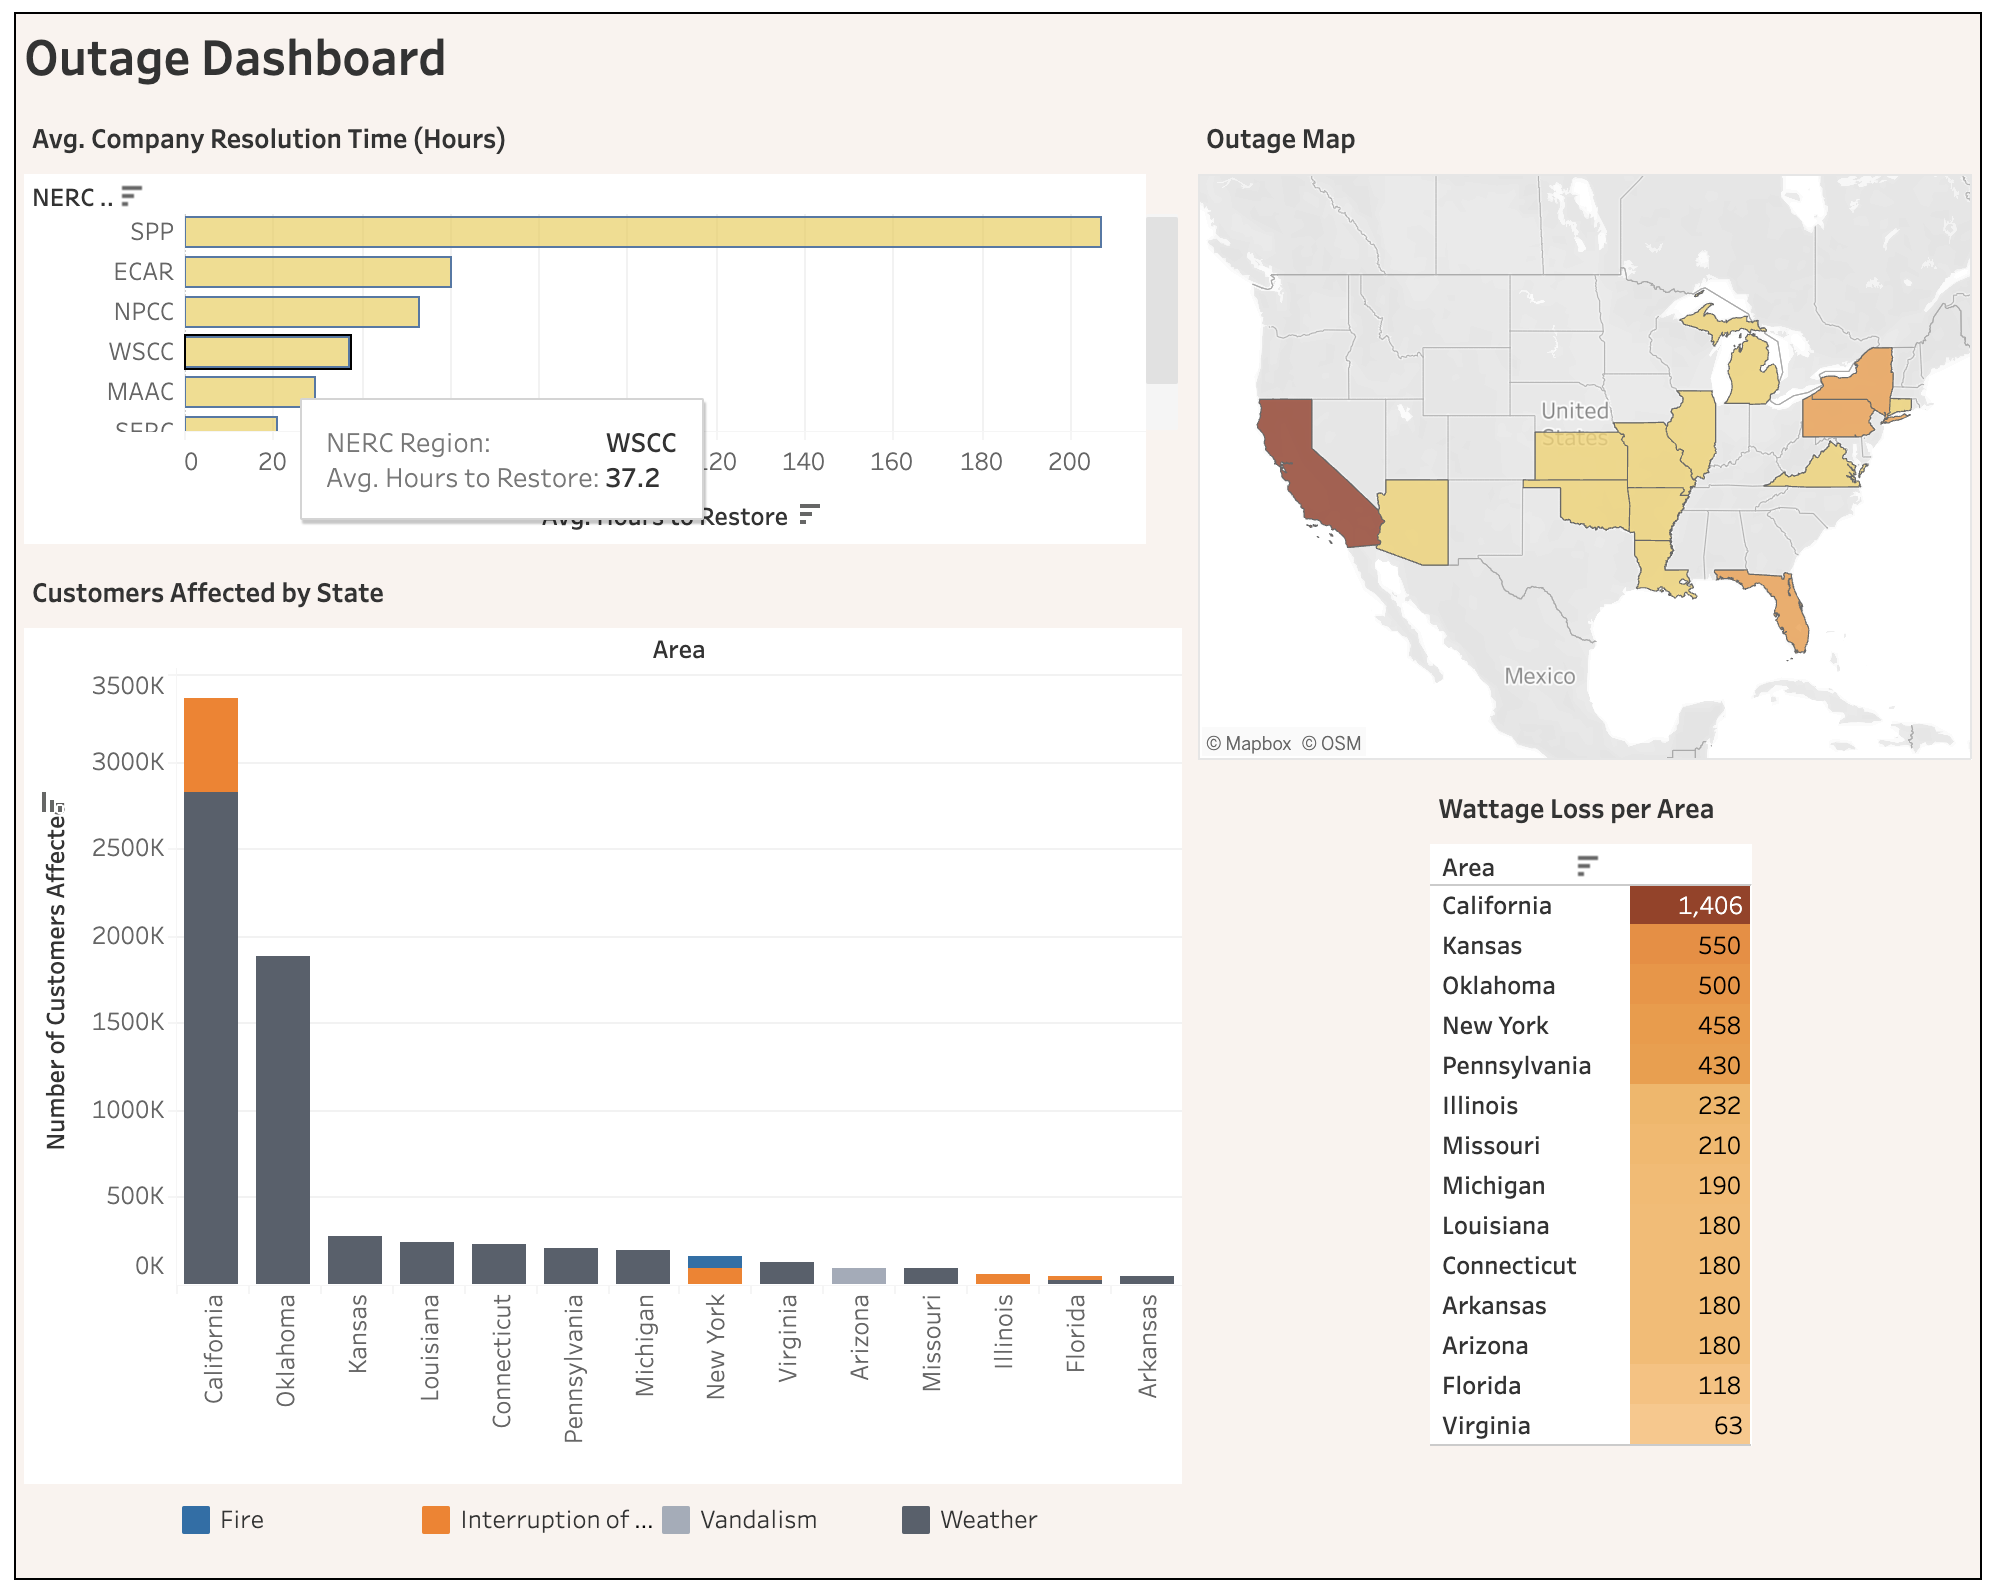 Outage Dashboard
Avg. Company Resolution Time (Hours)
NERC ..
SPP
ECAR
NPCC
WSCC
MAAC
SERC
0 20 120 140 160 180 200
NERC Region: WSCC
Avg. Hours to Restore: 37.2
Avg. Hours to Restore
Outage Map
United
States
Mexico
© Mapbox © OSM
Customers Affected by State
Area
3500K
3000K
2500K
2000K
1500K
1000K
500K
0K
Number of Customers Affected
California
Oklahoma
Kansas
Louisiana
Connecticut
Pennsylvania
Michigan
New York
Virginia
Arizona
Missouri
Illinois
Florida
Arkansas
Fire Interruption of ... Vandalism Weather
Wattage Loss per Area
Area
California 1,406
Kansas 550
Oklahoma 500
New York 458
Pennsylvania 430
Illinois 232
Missouri 210
Michigan 190
Louisiana 180
Connecticut 180
Arkansas 180
Arizona 180
Florida 118
Virginia 63